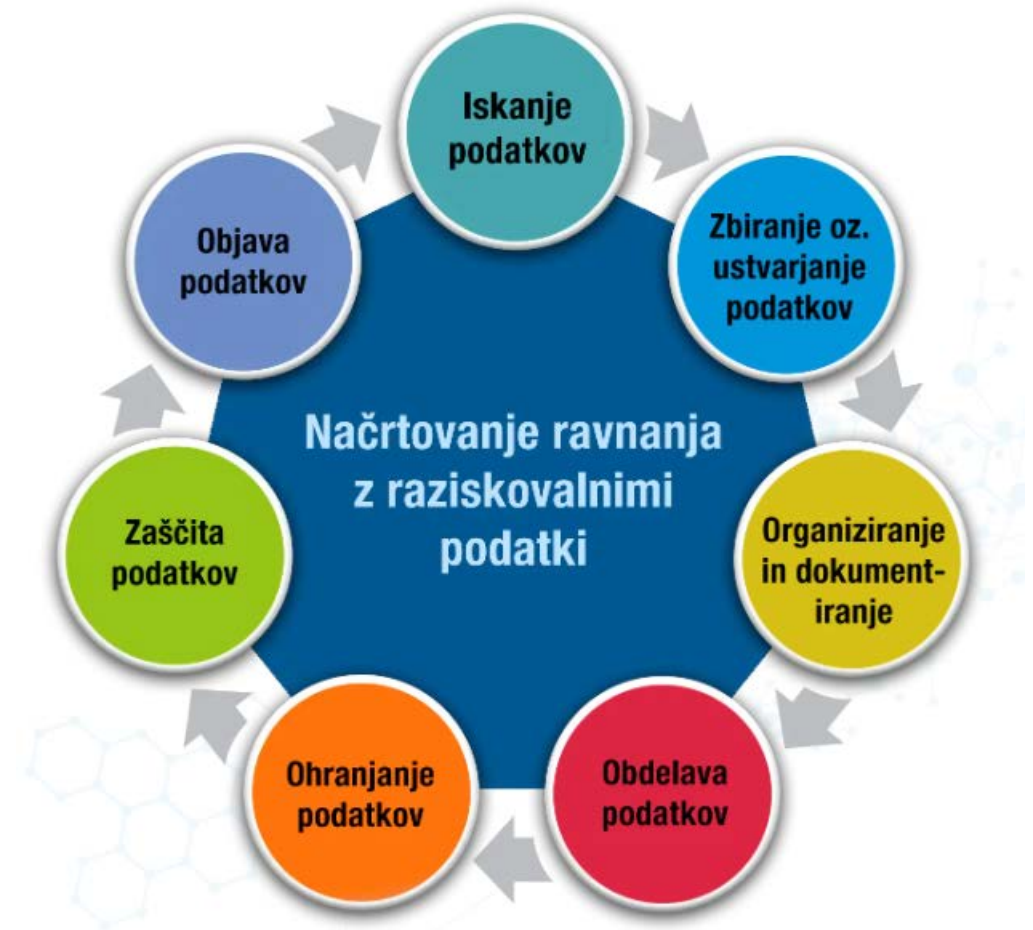 Iskanje
podatkov
Zbiranje oz.
ustvarjanje
podatkov
Organiziranje
in dokument-
iranje
Obdelava
podatkov
Ohranjanje
podatkov
Zaščita
podatkov
Objava
podatkov
Načrtovanje ravnanja
z raziskovalnimi
podatki